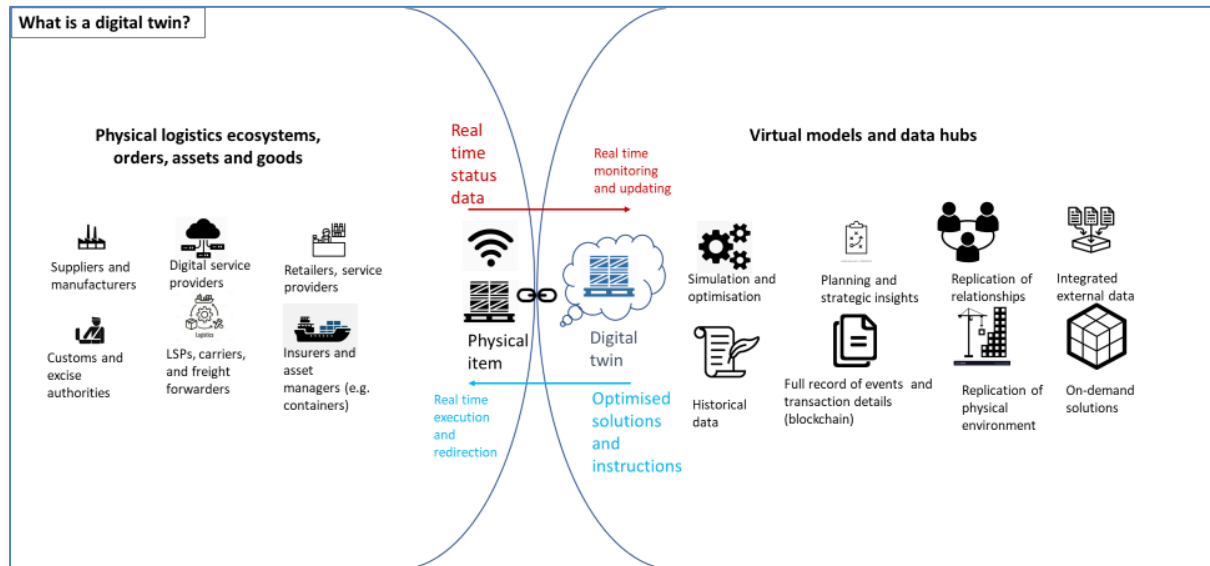 What is a digital twin?
Physical logistics ecosystems,
orders, assets and goods
Suppliers and
manufacturers
Digital service
providers
Retailers, service
providers
Customs and
excise
authorities
Logistics
LSPs, carriers,
and freight
forwarders
Insurers and
asset
managers (e.g.
containers)
Real
time
status
data
Real time
monitoring
and updating
Physical
item
Digital
twin
Real time
execution
and
redirection
Optimised
solutions
and
instructions
Virtual models and data hubs
Simulation and
optimisation
Planning and
strategic insights
Replication of
relationships
Integrated
external data
Historical
data
Full record of events and
transaction details
(blockchain)
Replication of
physical
environment
On-demand
solutions